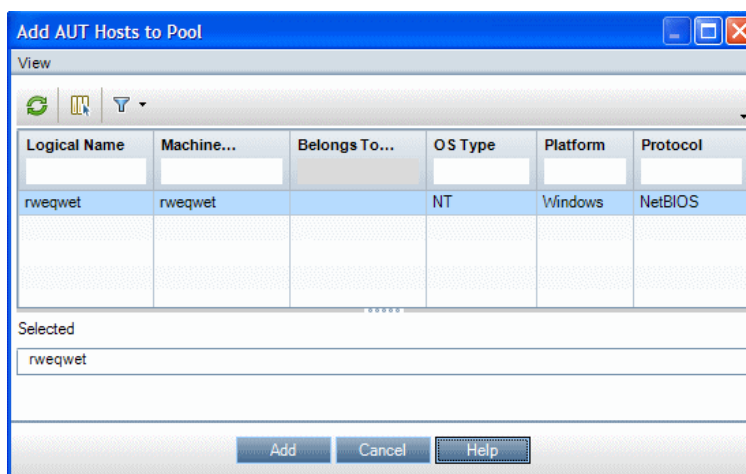 Add AUT Hosts to Pool
View
Logical Name Machine... Belongs To... OS Type Platform Protocol
rweqwet rweqwet NT Windows NetBIOS
Selected
rweqwet
Add Cancel Help